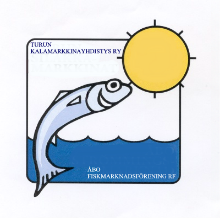 TURUN
KALAMARKKINAYHDISTYS RY
ÅBO
FISKMARKNADSFÖRENING RF